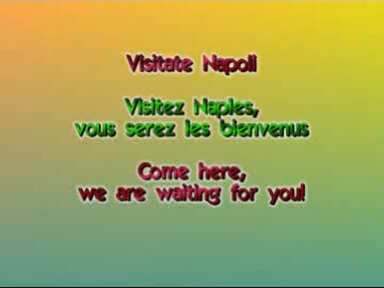 Visitate Napoli
Visitez Naples,
vous serez les bienvenus
Come here,
we are waiting for you!